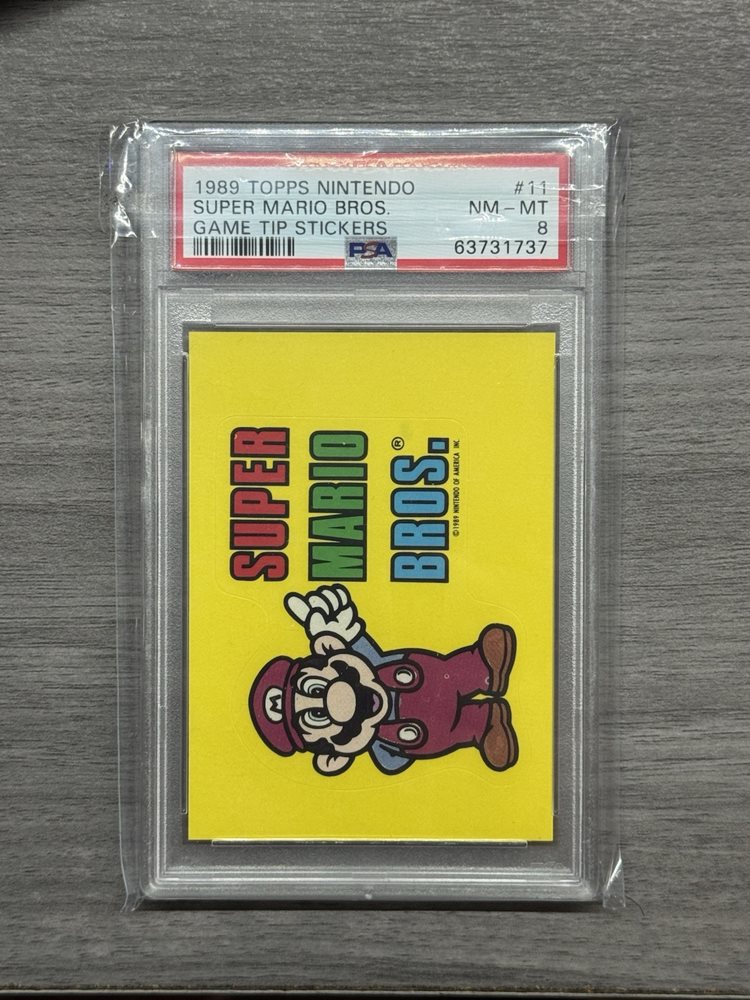 1989 TOPPS NINTENDO #11
SUPER MARIO BROS. NM-MT
GAME TIP STICKERS 8
PSA 63731737
SUPER
MARIO
BROS.®
©1989 NINTENDO OF AMERICA INC.
M